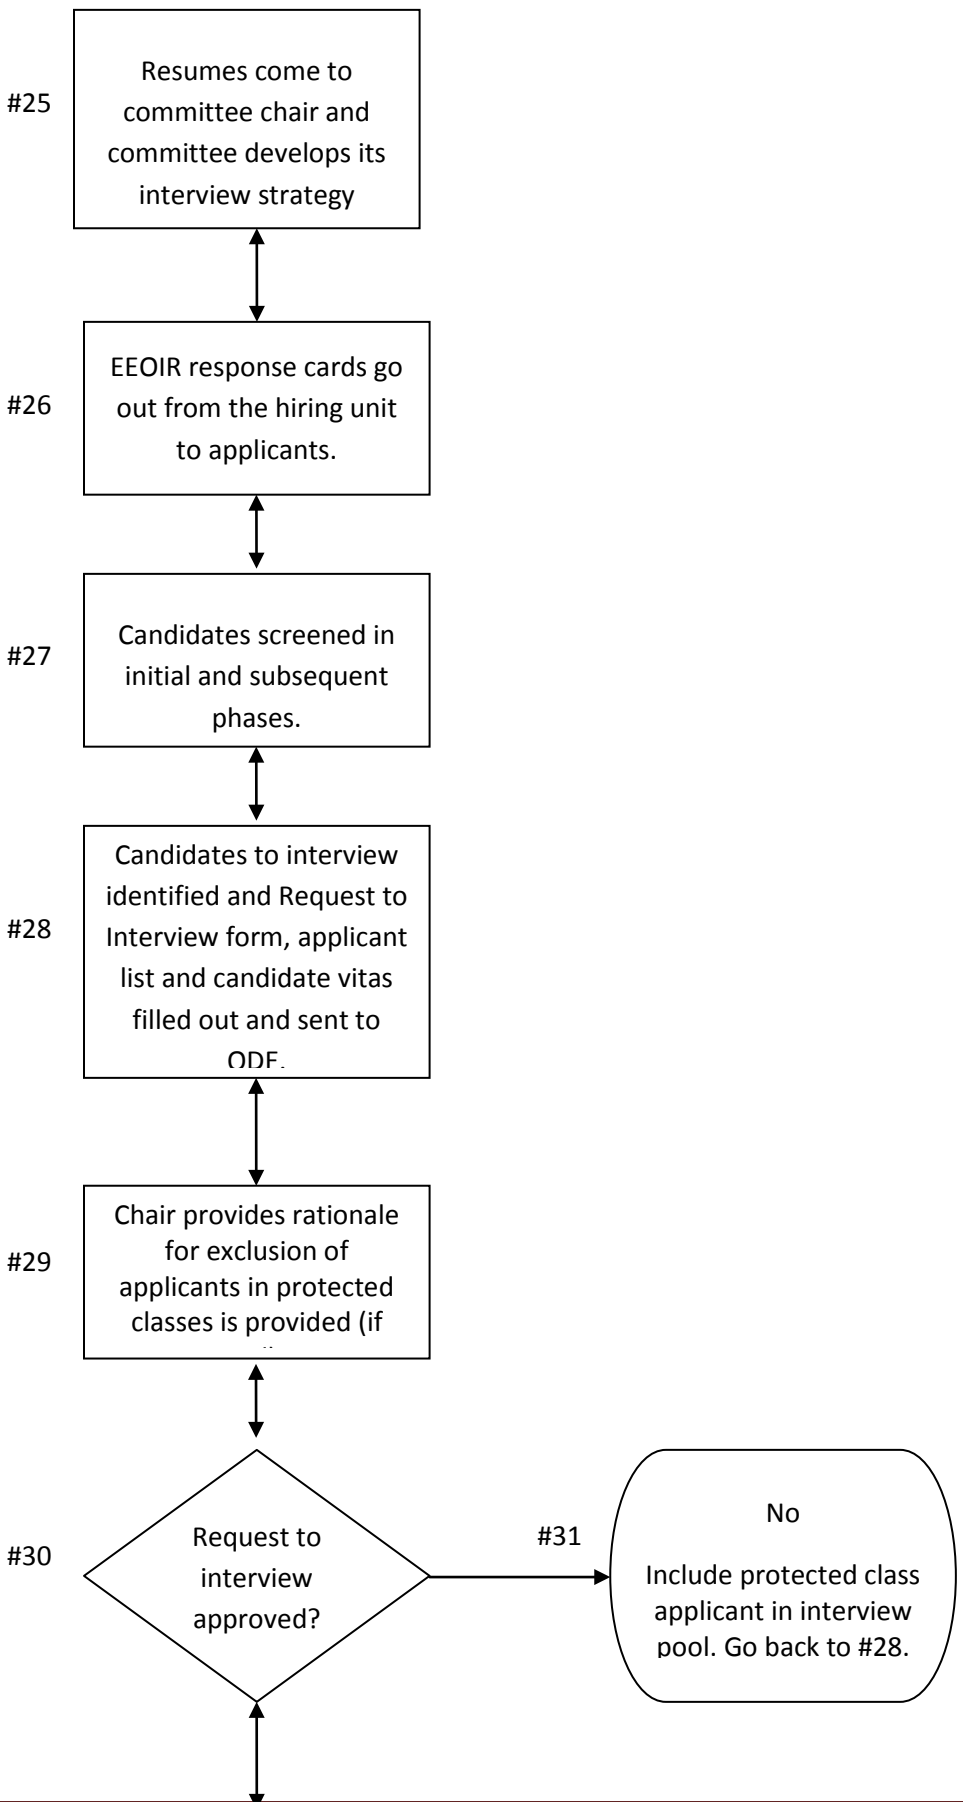 #25
Resumes come to
committee chair and
committee develops its
interview strategy
#26
EEOIR response cards go
out from the hiring unit
to applicants.
#27
Candidates screened in
initial and subsequent
phases.
#28
Candidates to interview
identified and Request to
Interview form, applicant
list and candidate vitas
filled out and sent to
#29
Chair provides rationale
for exclusion of
applicants in protected
classes is provided (if
#30
Request to
interview
approved?
#31
No
Include protected class
applicant in interview
pool. Go back to #28.